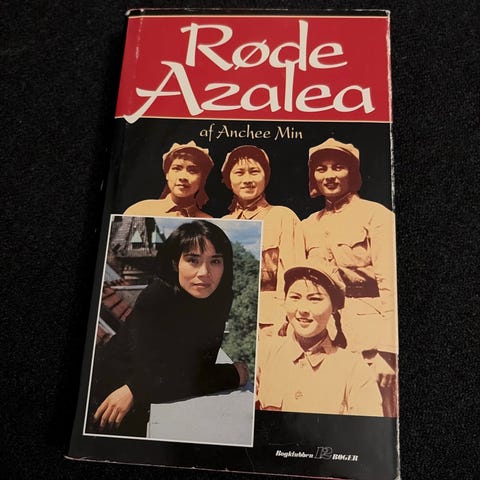 Røde
Azalea
af Anchee Min
Bogklubben 12 BØGER